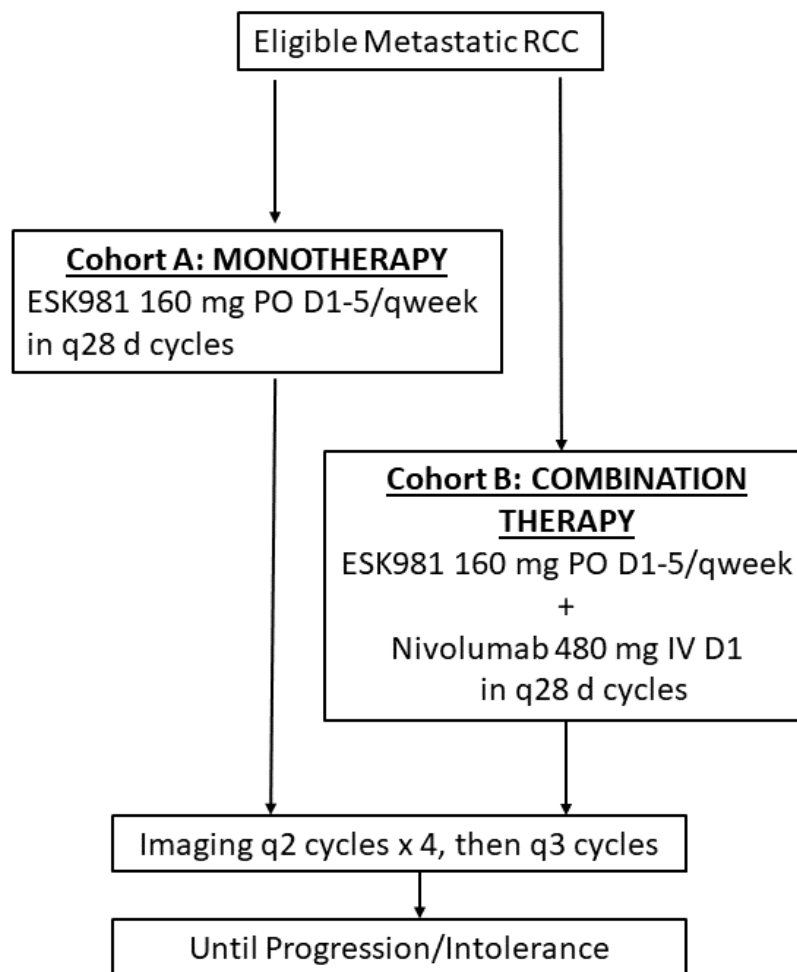 Eligible Metastatic RCC
Cohort A: MONOTHERAPY
ESK981 160 mg PO D1-5/qweek
in q28 d cycles
Cohort B: COMBINATION
THERAPY
ESK981 160 mg PO D1-5/qweek
+
Nivolumab 480 mg IV D1
in q28 d cycles
Imaging q2 cycles x 4, then q3 cycles
Until Progression/Intolerance